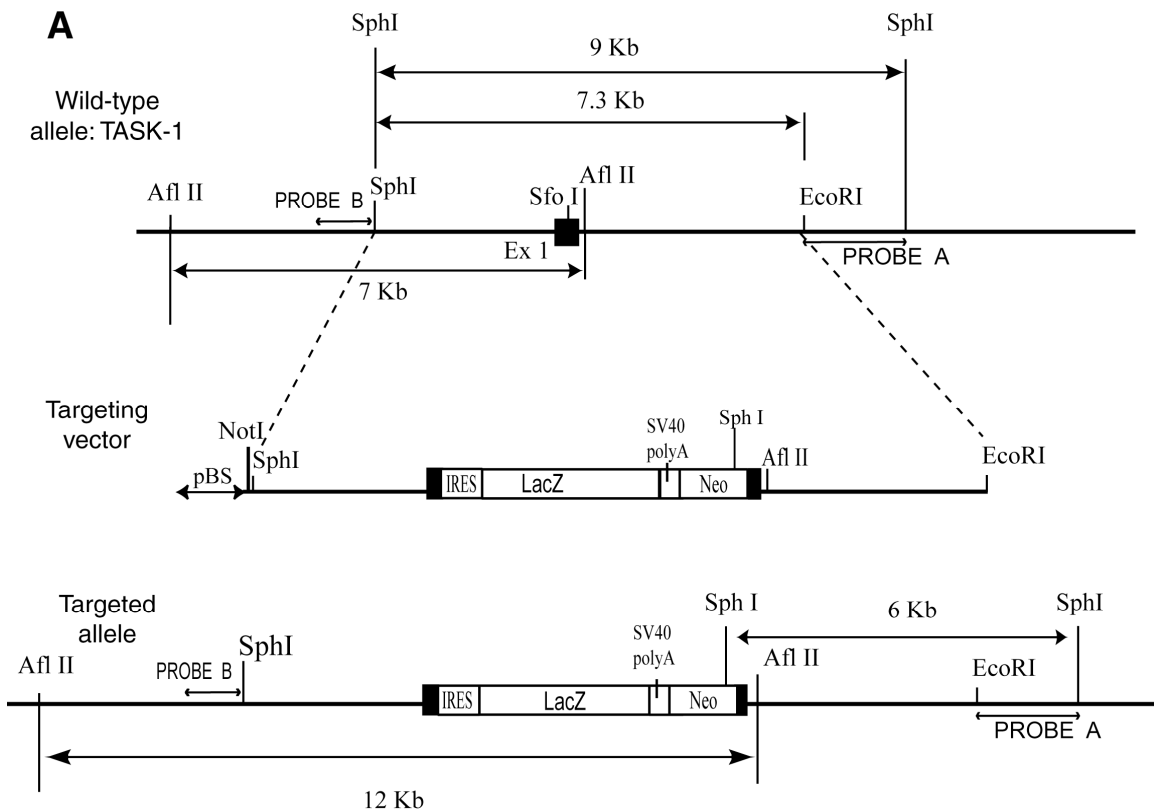 A
SphI
SphI
9 Kb
7.3 Kb
Wild-type
allele: TASK-1
Afl II
PROBE B
SphI
Sfo I
Afl II
EcoRI
Ex 1
PROBE A
7 Kb
Targeting
vector
NotI
SphI
pBS
SV40
polyA
Sph I
Afl II
EcoRI
IRES
LacZ
Neo
Targeted
allele
Afl II
PROBE B
SphI
SV40
polyA
Sph I
Afl II
6 Kb
SphI
EcoRI
IRES
LacZ
Neo
PROBE A
12 Kb